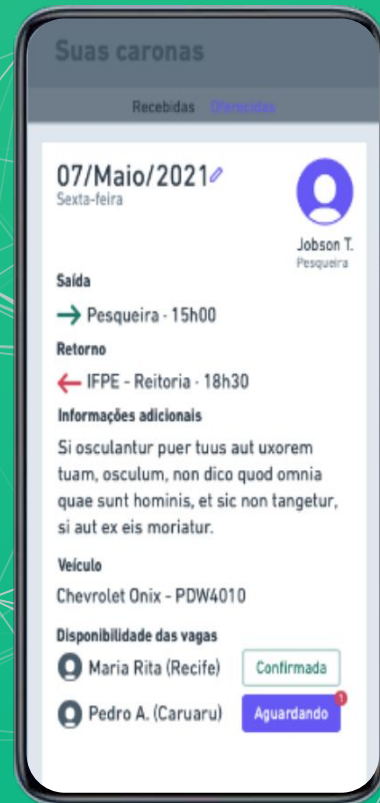 Suas caronas
Recebidas Oferecidas
07/Maio/2021
Sexta-feira
Jobson T.
Pesqueira
Saída
Pesqueira · 15h00
Retorno
IFPE - Reitoria · 18h30
Informações adicionais
Si osculantur puer tuus aut uxorem
tuam, osculum, non dico quod omnia
quae sunt hominis, et sic non tangetur,
si aut ex eis moriatur.
Veículo
Chevrolet Onix - PDW4010
Disponibilidade das vagas
Maria Rita (Recife) Confirmada
Pedro A. (Caruaru) Aguardando 1